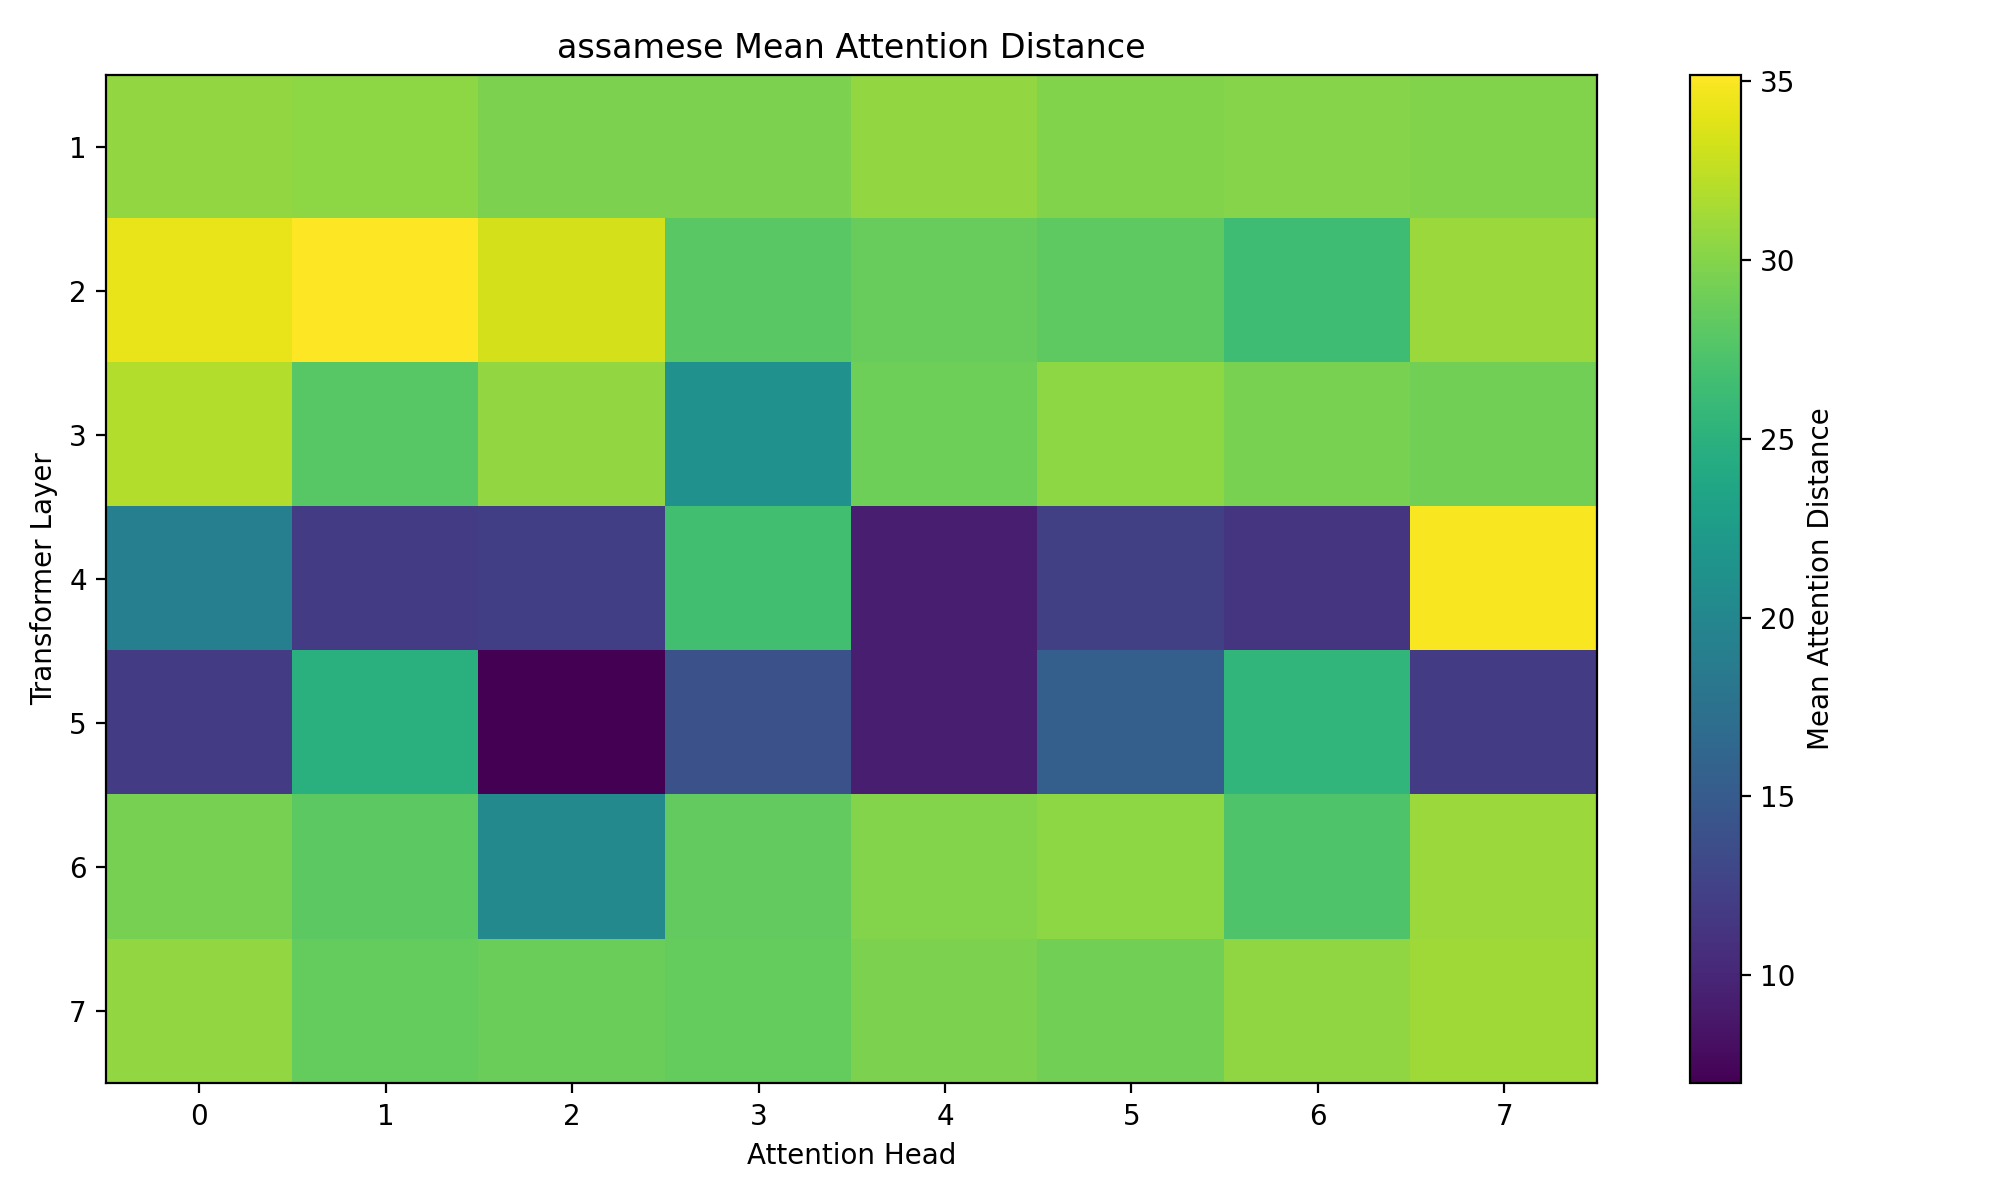 assamese Mean Attention Distance
Transformer Layer
1
2
3
4
5
6
7
0 1 2 3 4 5 6 7
Attention Head
35
30
25
20
15
10
Mean Attention Distance